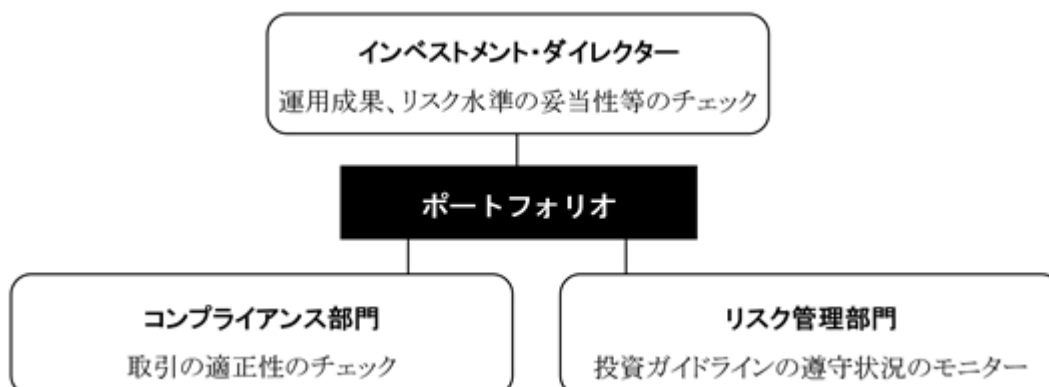 インベストメント・ダイレクター
運用成果、リスク水準の妥当性等のチェック
ポートフォリオ
コンプライアンス部門
取引の適正性のチェック
リスク管理部門
投資ガイドラインの遵守状況のモニター